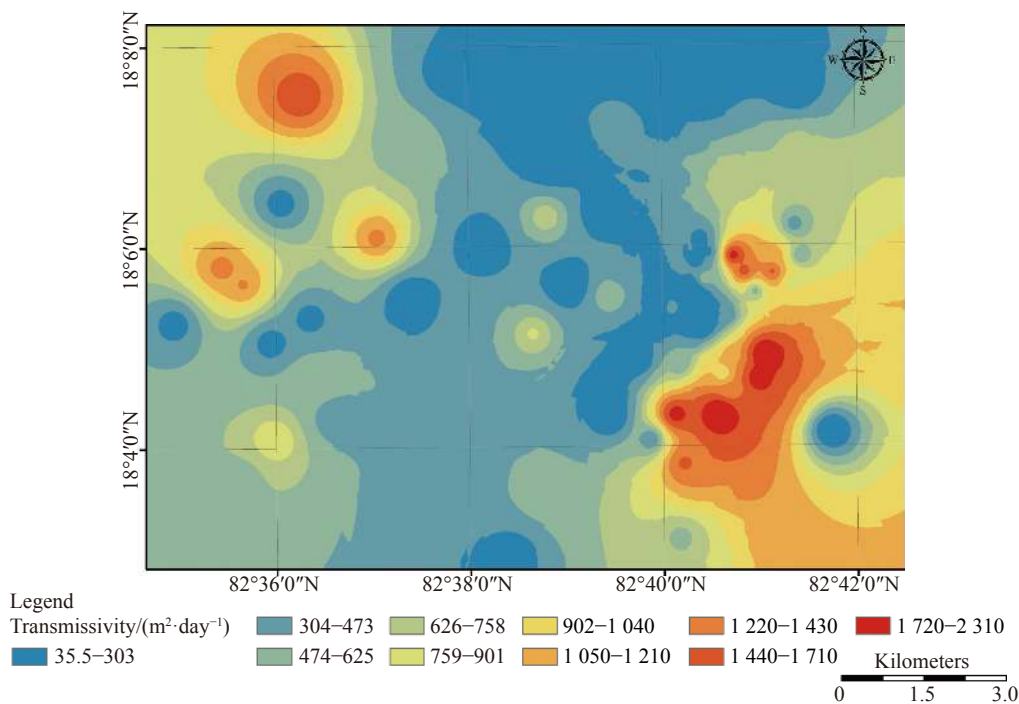 18°8′0″N
18°6′0″N
18°4′0″N
N
W
E
S
82°36′0″N
82°38′0″N
82°40′0″N
82°42′0″N
Legend
Transmissivity/(m²·day⁻¹)
35.5−303
304−473
474−625
626−758
759−901
902−1 040
1 050−1 210
1 220−1 430
1 440−1 710
1 720−2 310
Kilometers
0 1.5 3.0